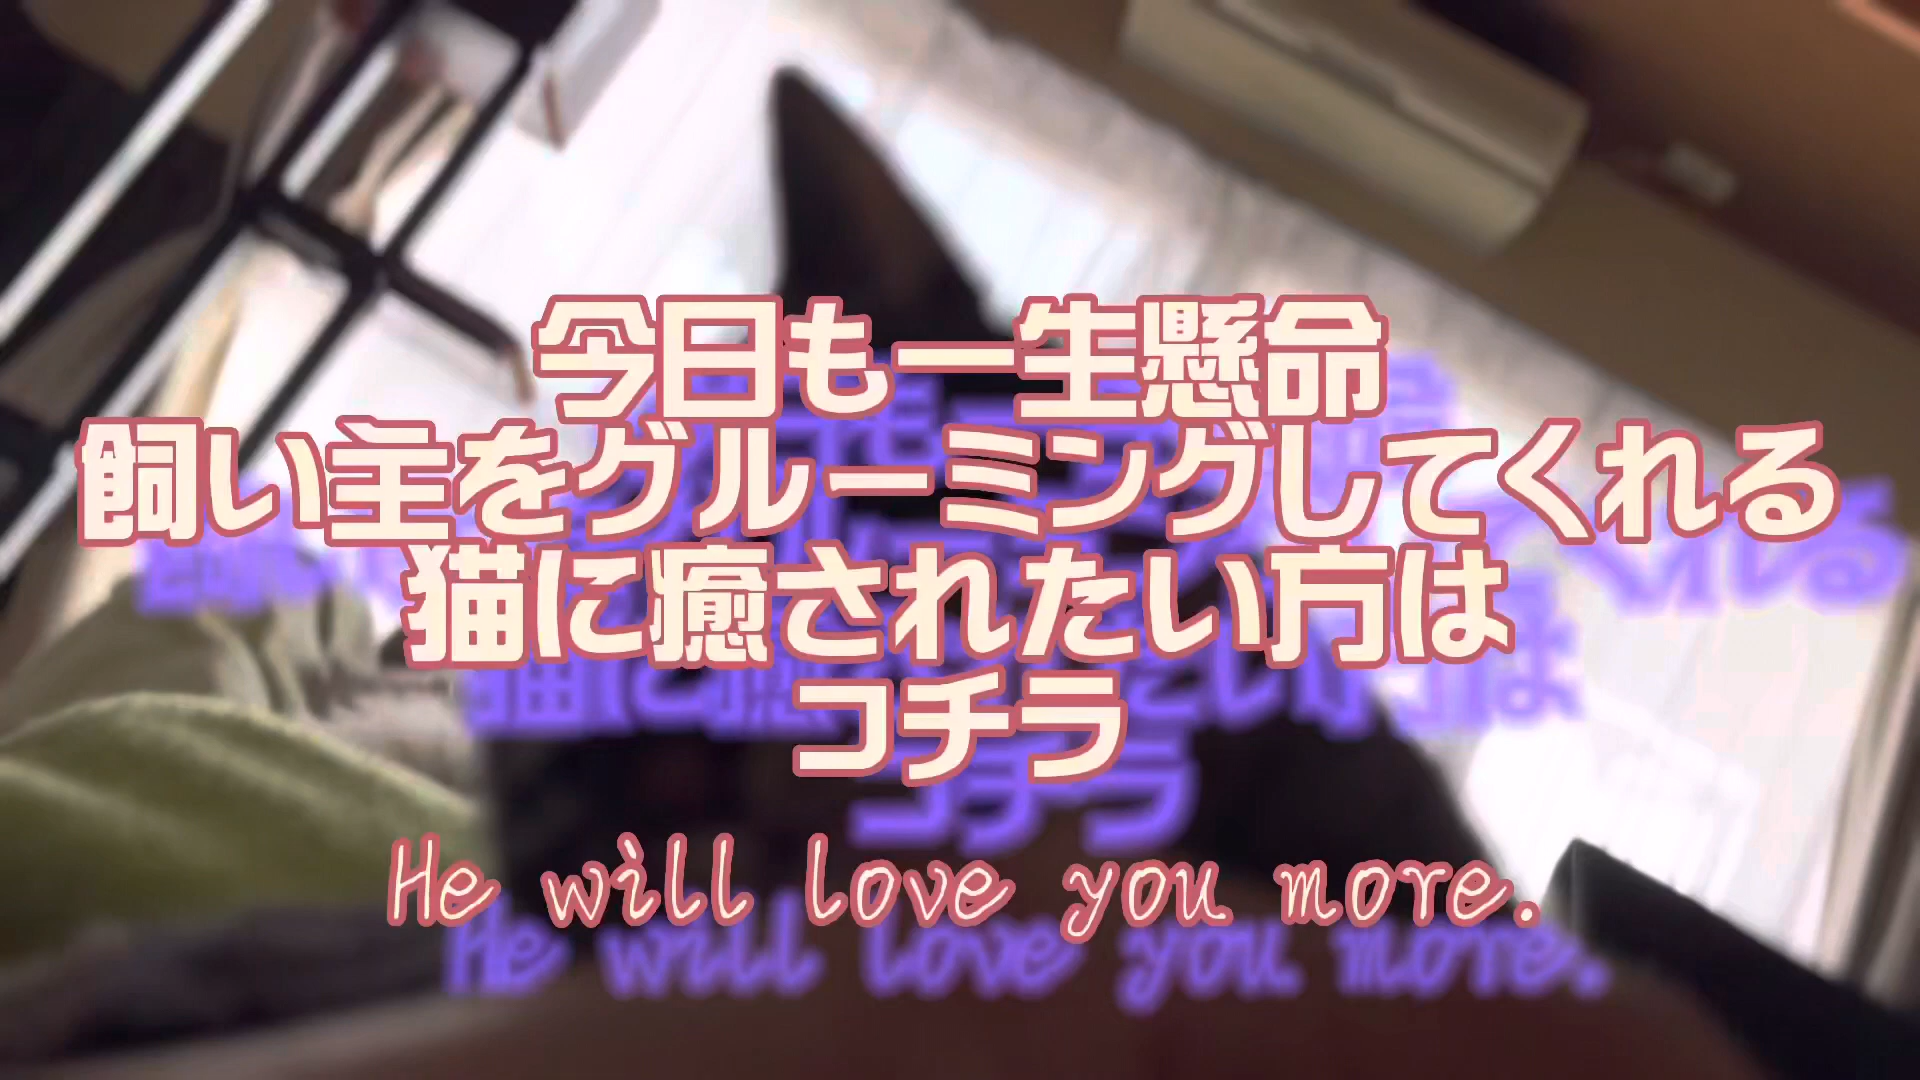 今日も一生懸命
飼い主をグルーミングしてくれる
猫に癒されたい方は
コチラ
He will love you more.